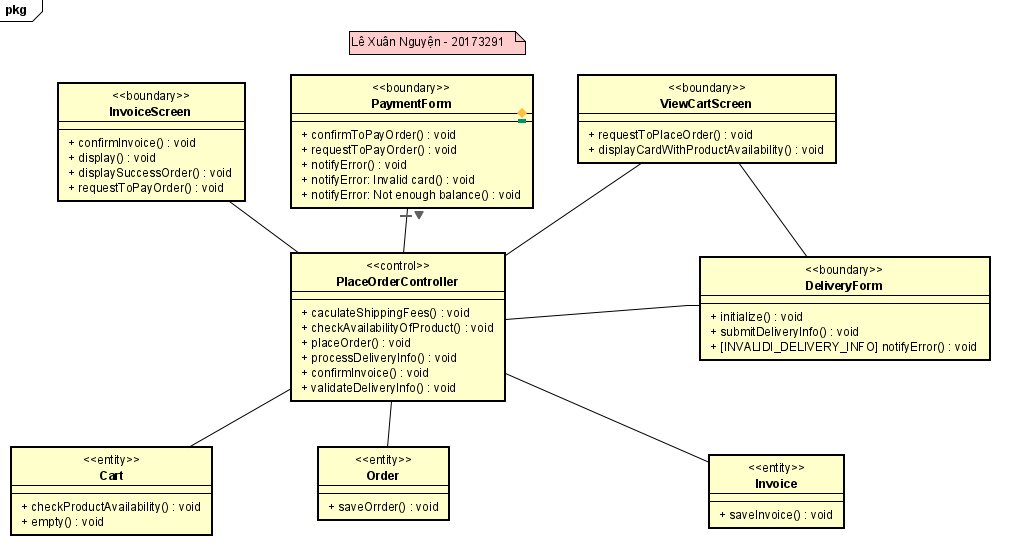 pkg
Lê Xuân Nguyện - 20173291
<<boundary>>
InvoiceScreen
+ confirmInvoice() : void
+ display() : void
+ displaySuccessOrder() : void
+ requestToPayOrder() : void
<<boundary>>
PaymentForm
+ confirmToPayOrder() : void
+ requestToPayOrder() : void
+ notifyError() : void
+ notifyError: Invalid card() : void
+ notifyError: Not enough balance() : void
<<boundary>>
ViewCartScreen
+ requestToPlaceOrder() : void
+ displayCardWithProductAvailability() : void
<<control>>
PlaceOrderController
+ caculateShippingFees() : void
+ checkAvailabilityOfProduct() : void
+ placeOrder() : void
+ processDeliveryInfo() : void
+ confirmInvoice() : void
+ validateDeliveryInfo() : void
<<boundary>>
DeliveryForm
+ initialize() : void
+ submitDeliveryInfo() : void
+ [INVALIDI_DELIVERY_INFO] notifyError() : void
<<entity>>
Cart
+ checkProductAvailability() : void
+ empty() : void
<<entity>>
Order
+ saveOrrder() : void
<<entity>>
Invoice
+ saveInvoice() : void